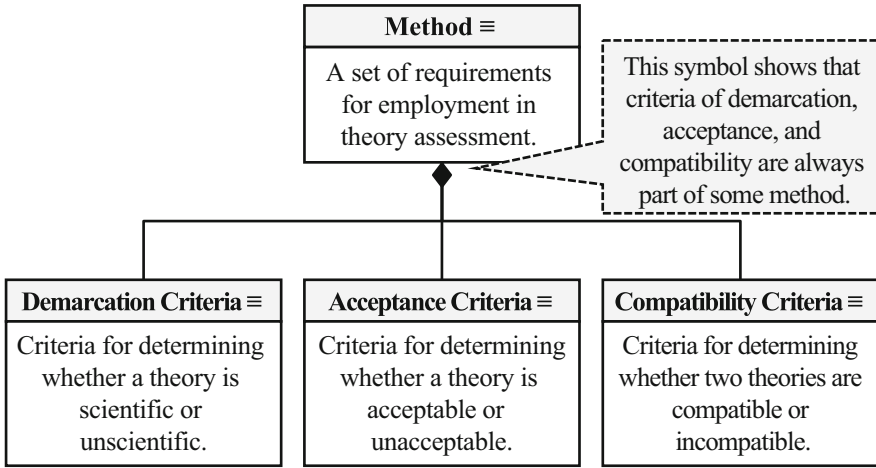 Method ≡
A set of requirements
for employment in
theory assessment.
This symbol shows that
criteria of demarcation,
acceptance, and
compatibility are always
part of some method.
Demarcation Criteria ≡
Criteria for determining
whether a theory is
scientific or
unscientific.
Acceptance Criteria ≡
Criteria for determining
whether a theory is
acceptable or
unacceptable.
Compatibility Criteria ≡
Criteria for determining
whether two theories are
compatible or
incompatible.